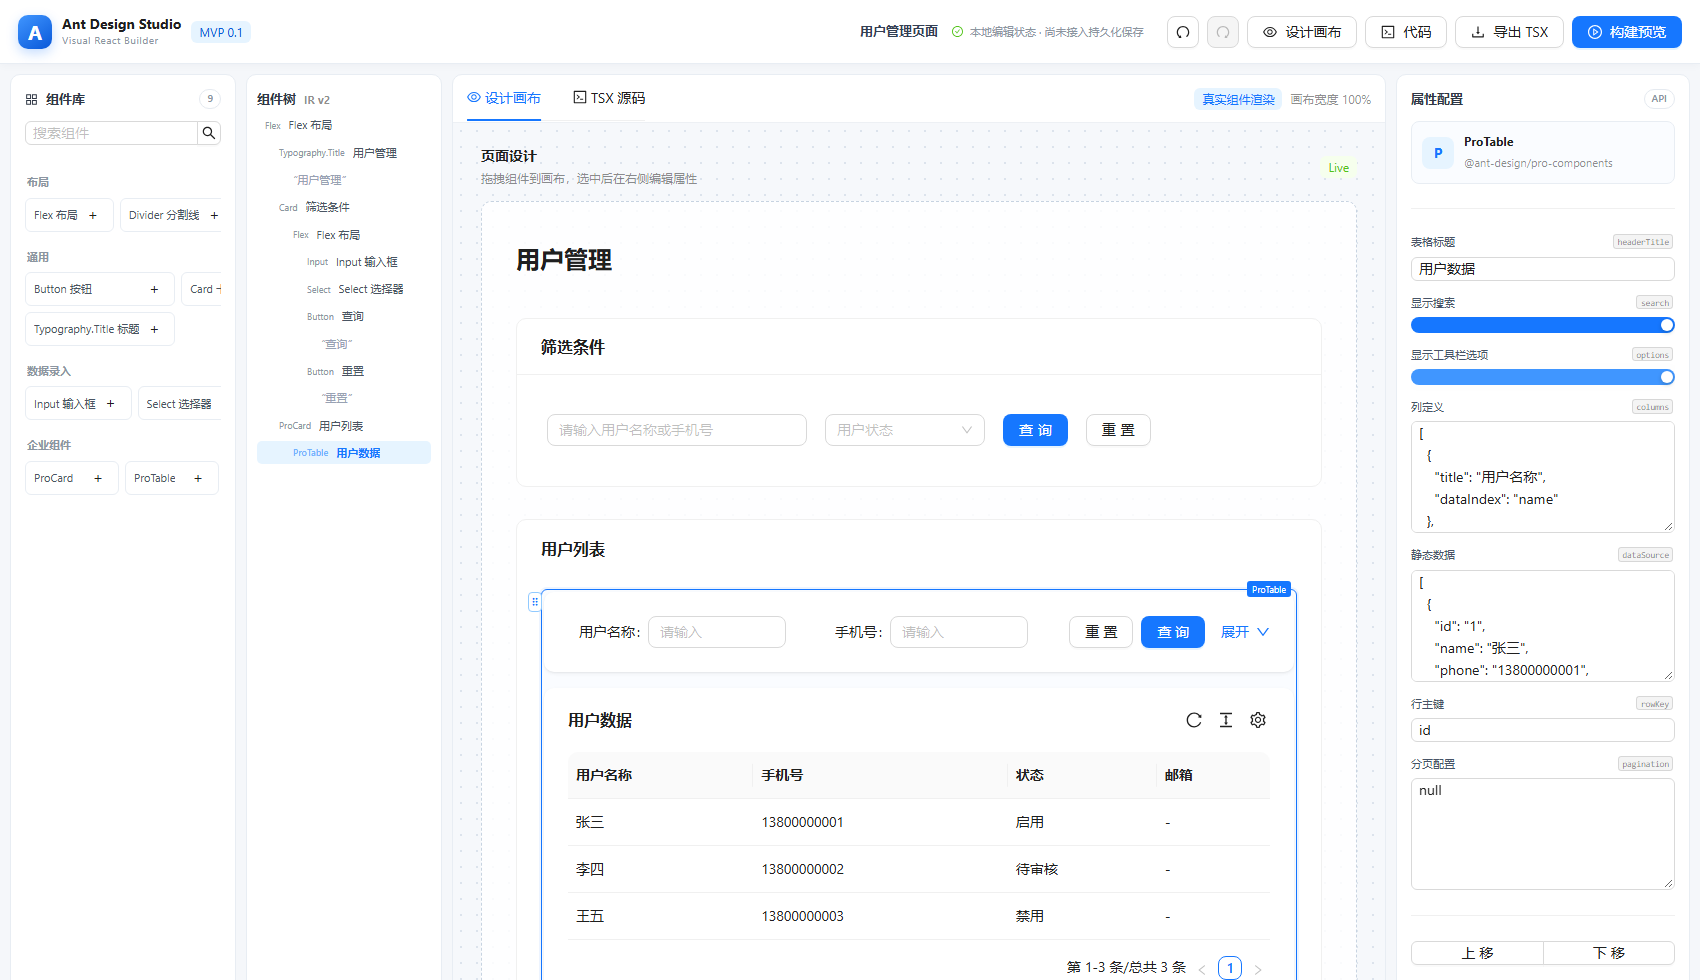 A
Ant Design Studio
Visual React Builder
MVP 0.1
用户管理页面
本地编辑状态 · 尚未接入持久化保存
设计画布
代码
导出 TSX
构建预览
组件库
9
搜索组件
布局
Flex 布局 +
Divider 分割线 +
通用
Button 按钮 +
Card +
Typography.Title 标题 +
数据录入
Input 输入框 +
Select 选择器
企业组件
ProCard +
ProTable +
组件树 IR v2
Flex Flex 布局
Typography.Title 用户管理
"用户管理"
Card 筛选条件
Flex Flex 布局
Input Input 输入框
Select Select 选择器
Button 查询
"查询"
Button 重置
"重置"
ProCard 用户列表
ProTable 用户数据
设计画布
TSX 源码
真实组件渲染
画布宽度 100%
页面设计
拖拽组件到画布，选中后在右侧编辑属性
Live
用户管理
筛选条件
请输入用户名称或手机号
用户状态
查 询
重 置
用户列表
ProTable
用户名称:
请输入
手机号:
请输入
重 置
查 询
展开
用户数据
用户名称 手机号 状态 邮箱
张三 13800000001 启用 -
李四 13800000002 待审核 -
王五 13800000003 禁用 -
第 1-3 条/总共 3 条 < 1 >
属性配置
API
P
ProTable
@ant-design/pro-components
表格标题 headerTitle
用户数据
显示搜索 search
显示工具栏选项 options
列定义 columns
[
{
"title": "用户名称",
"dataIndex": "name"
},
静态数据 dataSource
[
{
"id": "1",
"name": "张三",
"phone": "13800000001",
行主键 rowKey
id
分页配置 pagination
null
上 移
下 移